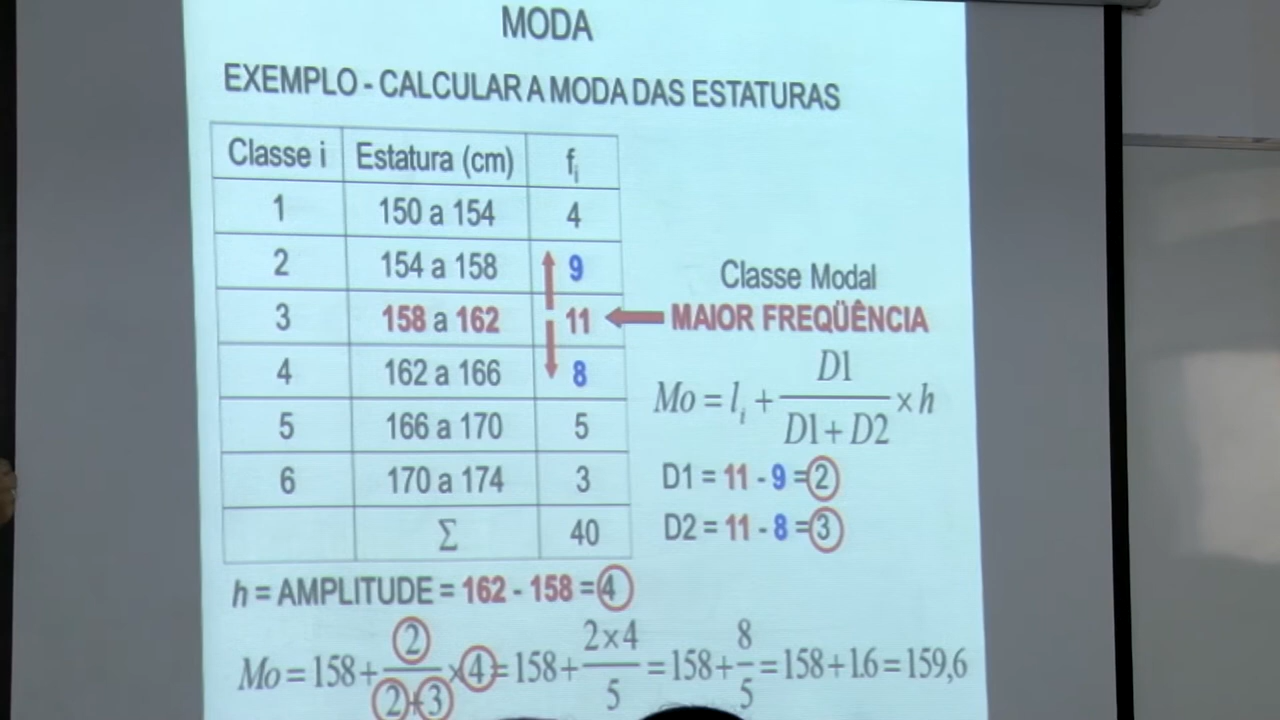 MODA
EXEMPLO - CALCULAR A MODA DAS ESTATURAS
Classe i Estatura (cm) fi
1 150 a 154 4
2 154 a 158 9
3 158 a 162 11
4 162 a 166 8
5 166 a 170 5
6 170 a 174 3
Σ 40
Classe Modal
MAIOR FREQÜÊNCIA
Mo = li + D1 / (D1 + D2) × h
D1 = 11 - 9 = 2
D2 = 11 - 8 = 3
h = AMPLITUDE = 162 - 158 = 4
Mo = 158 + 2 / (2 + 3) × 4 = 158 + 2×4 / 5 = 158 + 8 / 5 = 158 + 1.6 = 159,6